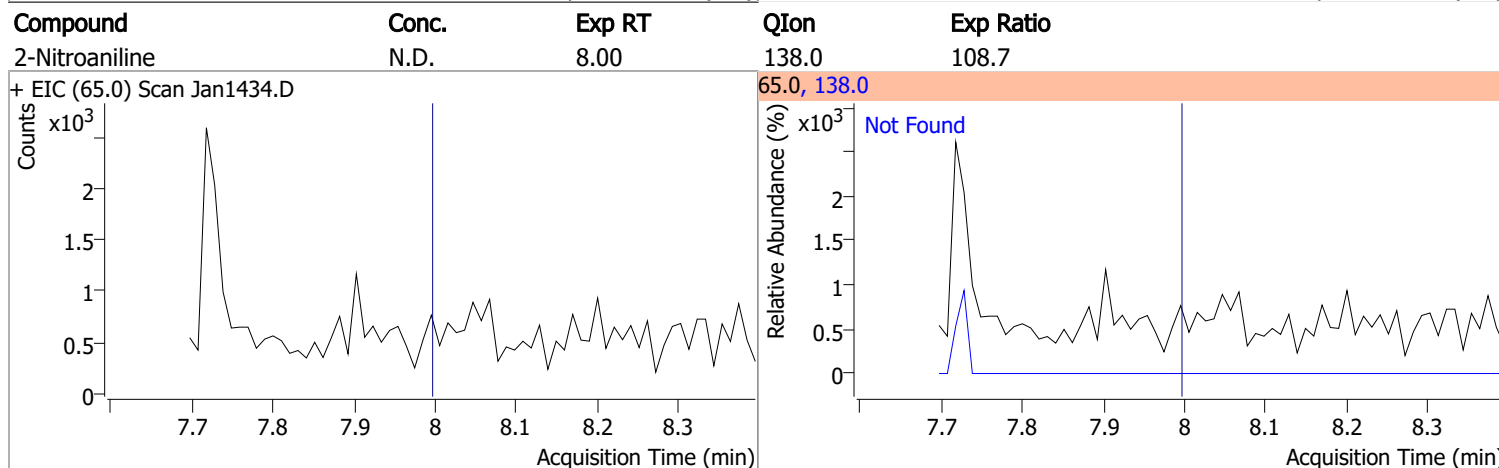 Compound Conc. Exp RT QIon Exp Ratio
2-Nitroaniline N.D. 8.00 138.0 108.7
+ EIC (65.0) Scan Jan1434.D
Counts
x10³
2
1.5
1
0.5
0
7.7 7.8 7.9 8 8.1 8.2 8.3
Acquisition Time (min)
65.0, 138.0
Relative Abundance (%)
x10³
Not Found
2
1.5
1
0.5
0
7.7 7.8 7.9 8 8.1 8.2 8.3
Acquisition Time (min)